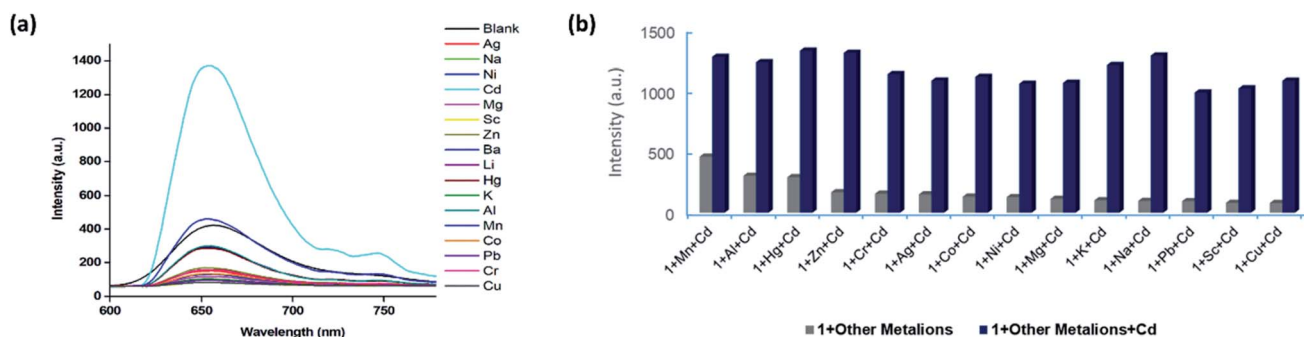 (a)
Intensity (a.u.)
1400
1200
1000
800
600
400
200
0
600
650
700
750
Wavelength (nm)
Blank
Ag
Na
Ni
Cd
Mg
Sc
Zn
Ba
Li
Hg
K
Al
Mn
Co
Pb
Cr
Cu
(b)
Intensity (a.u.)
1500
1000
500
0
1+Mn+Cd
1+Al+Cd
1+Hg+Cd
1+Zn+Cd
1+Cr+Cd
1+Ag+Cd
1+Co+Cd
1+Ni+Cd
1+Mg+Cd
1+K+Cd
1+Na+Cd
1+Pb+Cd
1+Sc+Cd
1+Cu+Cd
1+Other Metalions
1+Other Metalions+Cd